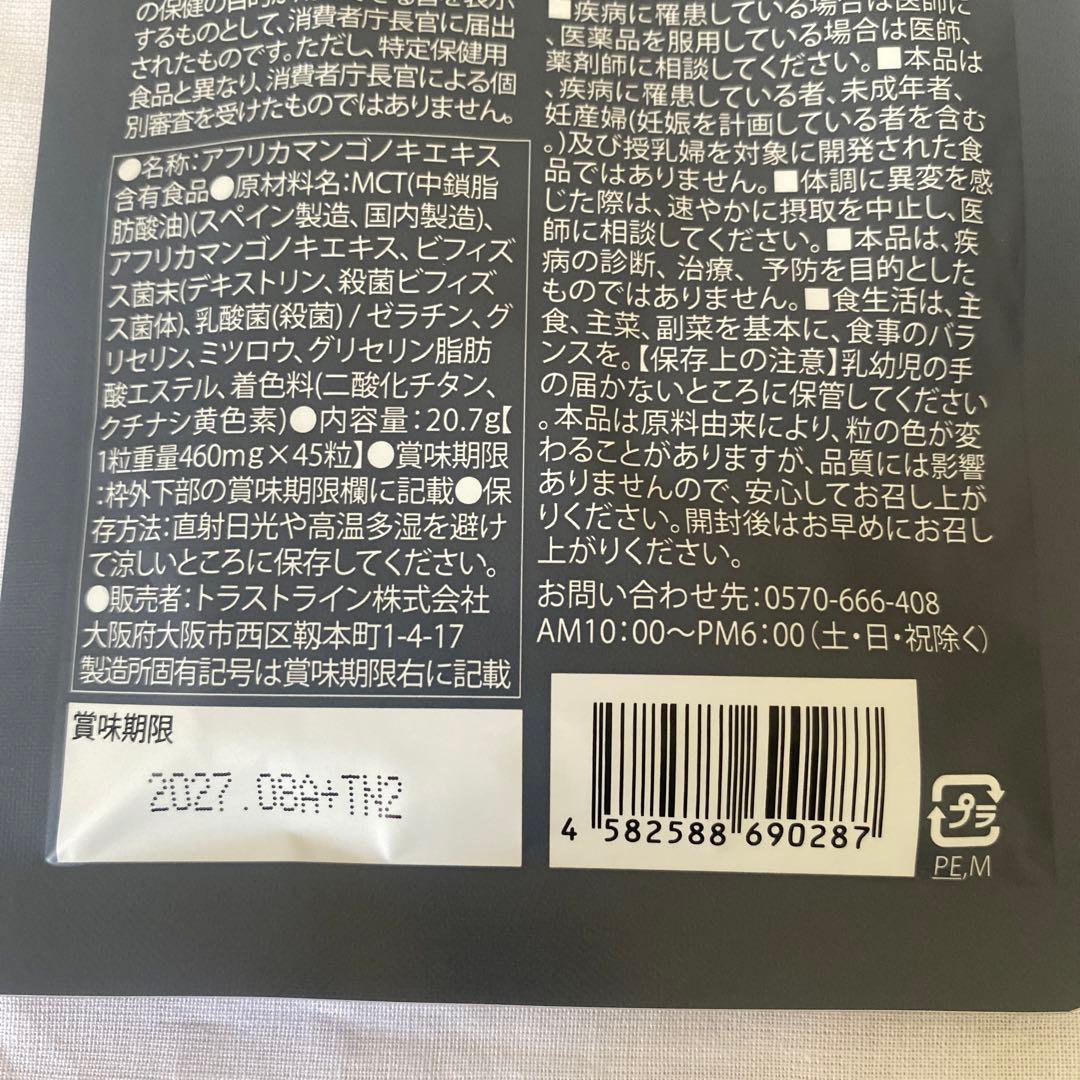 の保健の目的が
するものとして、消費者庁長官に届出
されたものです。ただし、特定保健用
食品と異なり、消費者庁長官による個
別審査を受けたものではありません。
●名称:アフリカマンゴノキエキス
含有食品●原材料名:MCT(中鎖脂
肪酸油)(スペイン製造、国内製造)、
アフリカマンゴノキエキス、ビフィズ
ス菌末(デキストリン、殺菌ビフィズ
ス菌体)、乳酸菌(殺菌) / ゼラチン、グ
リセリン、ミツロウ、グリセリン脂肪
酸エステル、着色料(二酸化チタン、
クチナシ黄色素)●内容量:20.7g【
1粒重量460mg×45粒】●賞味期限
:枠外下部の賞味期限欄に記載●保
存方法:直射日光や高温多湿を避け
て涼しいところに保存してください。
●販売者:トラストライン株式会社
大阪府大阪市西区靱本町1-4-17
製造所固有記号は賞味期限右に記載
賞味期限
2027.08A+TN2
■疾病に罹患している場合は医師に
、医薬品を服用している場合は医師、
薬剤師に相談してください。■本品は
、疾病に罹患している者、未成年者、
妊産婦(妊娠を計画している者を含む
。)及び授乳婦を対象に開発された食
品ではありません。■体調に異変を感
じた際は、速やかに摂取を中止し、医
師に相談してください。■本品は、疾
病の診断、治療、予防を目的とした
ものではありません。■食生活は、主
食、主菜、副菜を基本に、食事のバラ
ンスを。【保存上の注意】乳幼児の手
の届かないところに保管してください
。本品は原料由来により、粒の色が変
わることがありますが、品質には影響
ありませんので、安心してお召し上が
りください。開封後はお早めにお召し
上がりください。
お問い合わせ先:0570-666-408
AM10:00〜PM6:00(土・日・祝除く)
4 582588 690287
プラ
PE,M